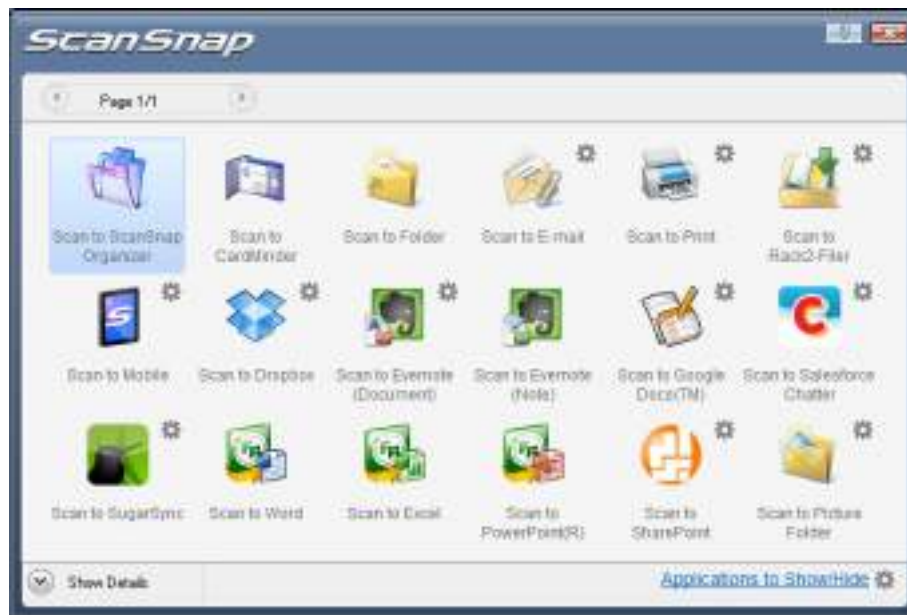 ScanSnap
Page 1/1
Scan to ScanSnap
Organizer
Scan to
CardMinder
Scan to Folder
Scan to E-mail
Scan to Print
Scan to
Rack2-Filer
Scan to Mobile
Scan to Dropbox
Scan to Evernote
(Document)
Scan to Evernote
(Note)
Scan to Google
Docs(TM)
Scan to Salesforce
Chatter
Scan to SugarSync
Scan to Word
Scan to Excel
Scan to
PowerPoint(R)
Scan to
SharePoint
Scan to Picture
Folder
Show Details
Applications to Show/Hide